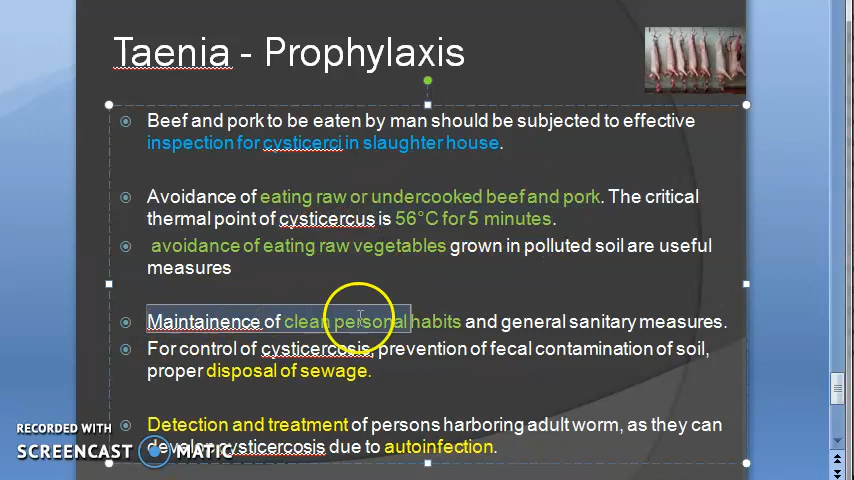 Taenia - Prophylaxis
Beef and pork to be eaten by man should be subjected to effective
inspection for cysticerci in slaughter house.
Avoidance of eating raw or undercooked beef and pork. The critical
thermal point of cysticercus is 56°C for 5 minutes.
avoidance of eating raw vegetables grown in polluted soil are useful
measures
Maintainence of clean personal habits and general sanitary measures.
For control of cysticercosis, prevention of fecal contamination of soil,
proper disposal of sewage.
Detection and treatment of persons harboring adult worm, as they can
develop cysticercosis due to autoinfection.
RECORDED WITH
SCREENCAST MATIC